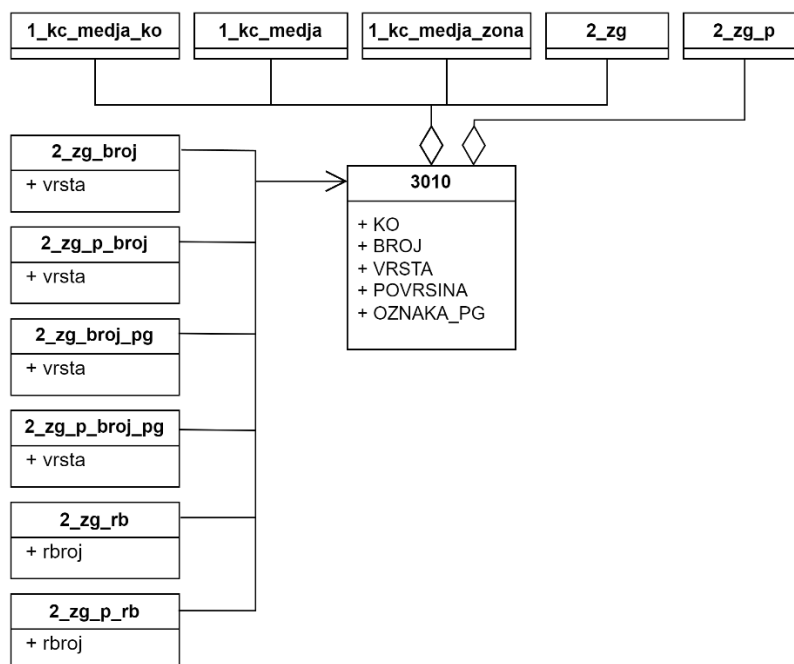 1_kc_medja_ko
1_kc_medja
1_kc_medja_zona
2_zg
2_zg_p
2_zg_broj
+ vrsta
2_zg_p_broj
+ vrsta
2_zg_broj_pg
+ vrsta
2_zg_p_broj_pg
+ vrsta
2_zg_rb
+ rbroj
2_zg_p_rb
+ rbroj
3010
+ KO
+ BROJ
+ VRSTA
+ POVRSINA
+ OZNAKA_PG